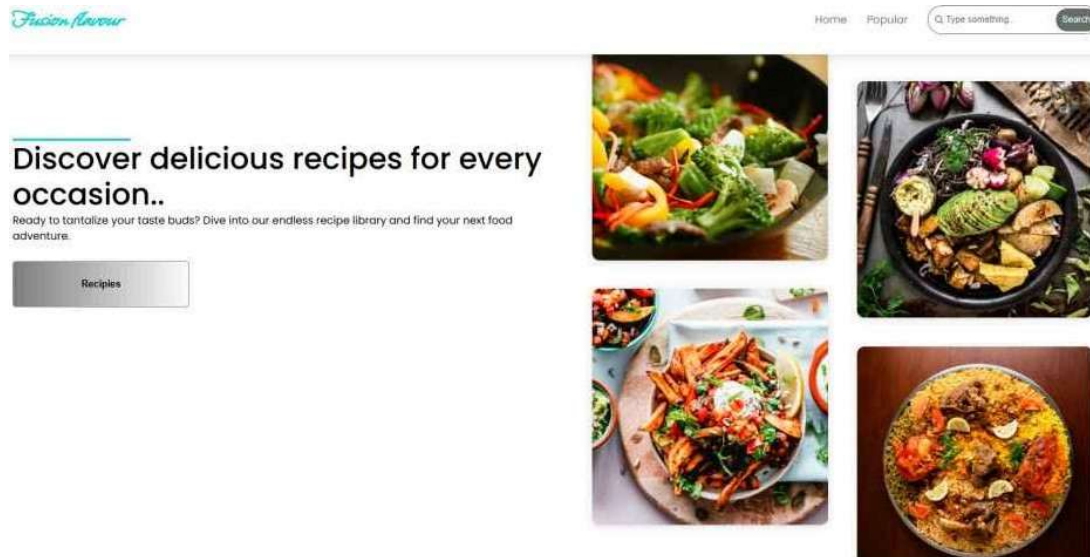 Fusion flavour
Home Popular Type something. Search
Discover delicious recipes for every
occasion..
Ready to tantalize your taste buds? Dive into our endless recipe library and find your next food
adventure.
Recipies